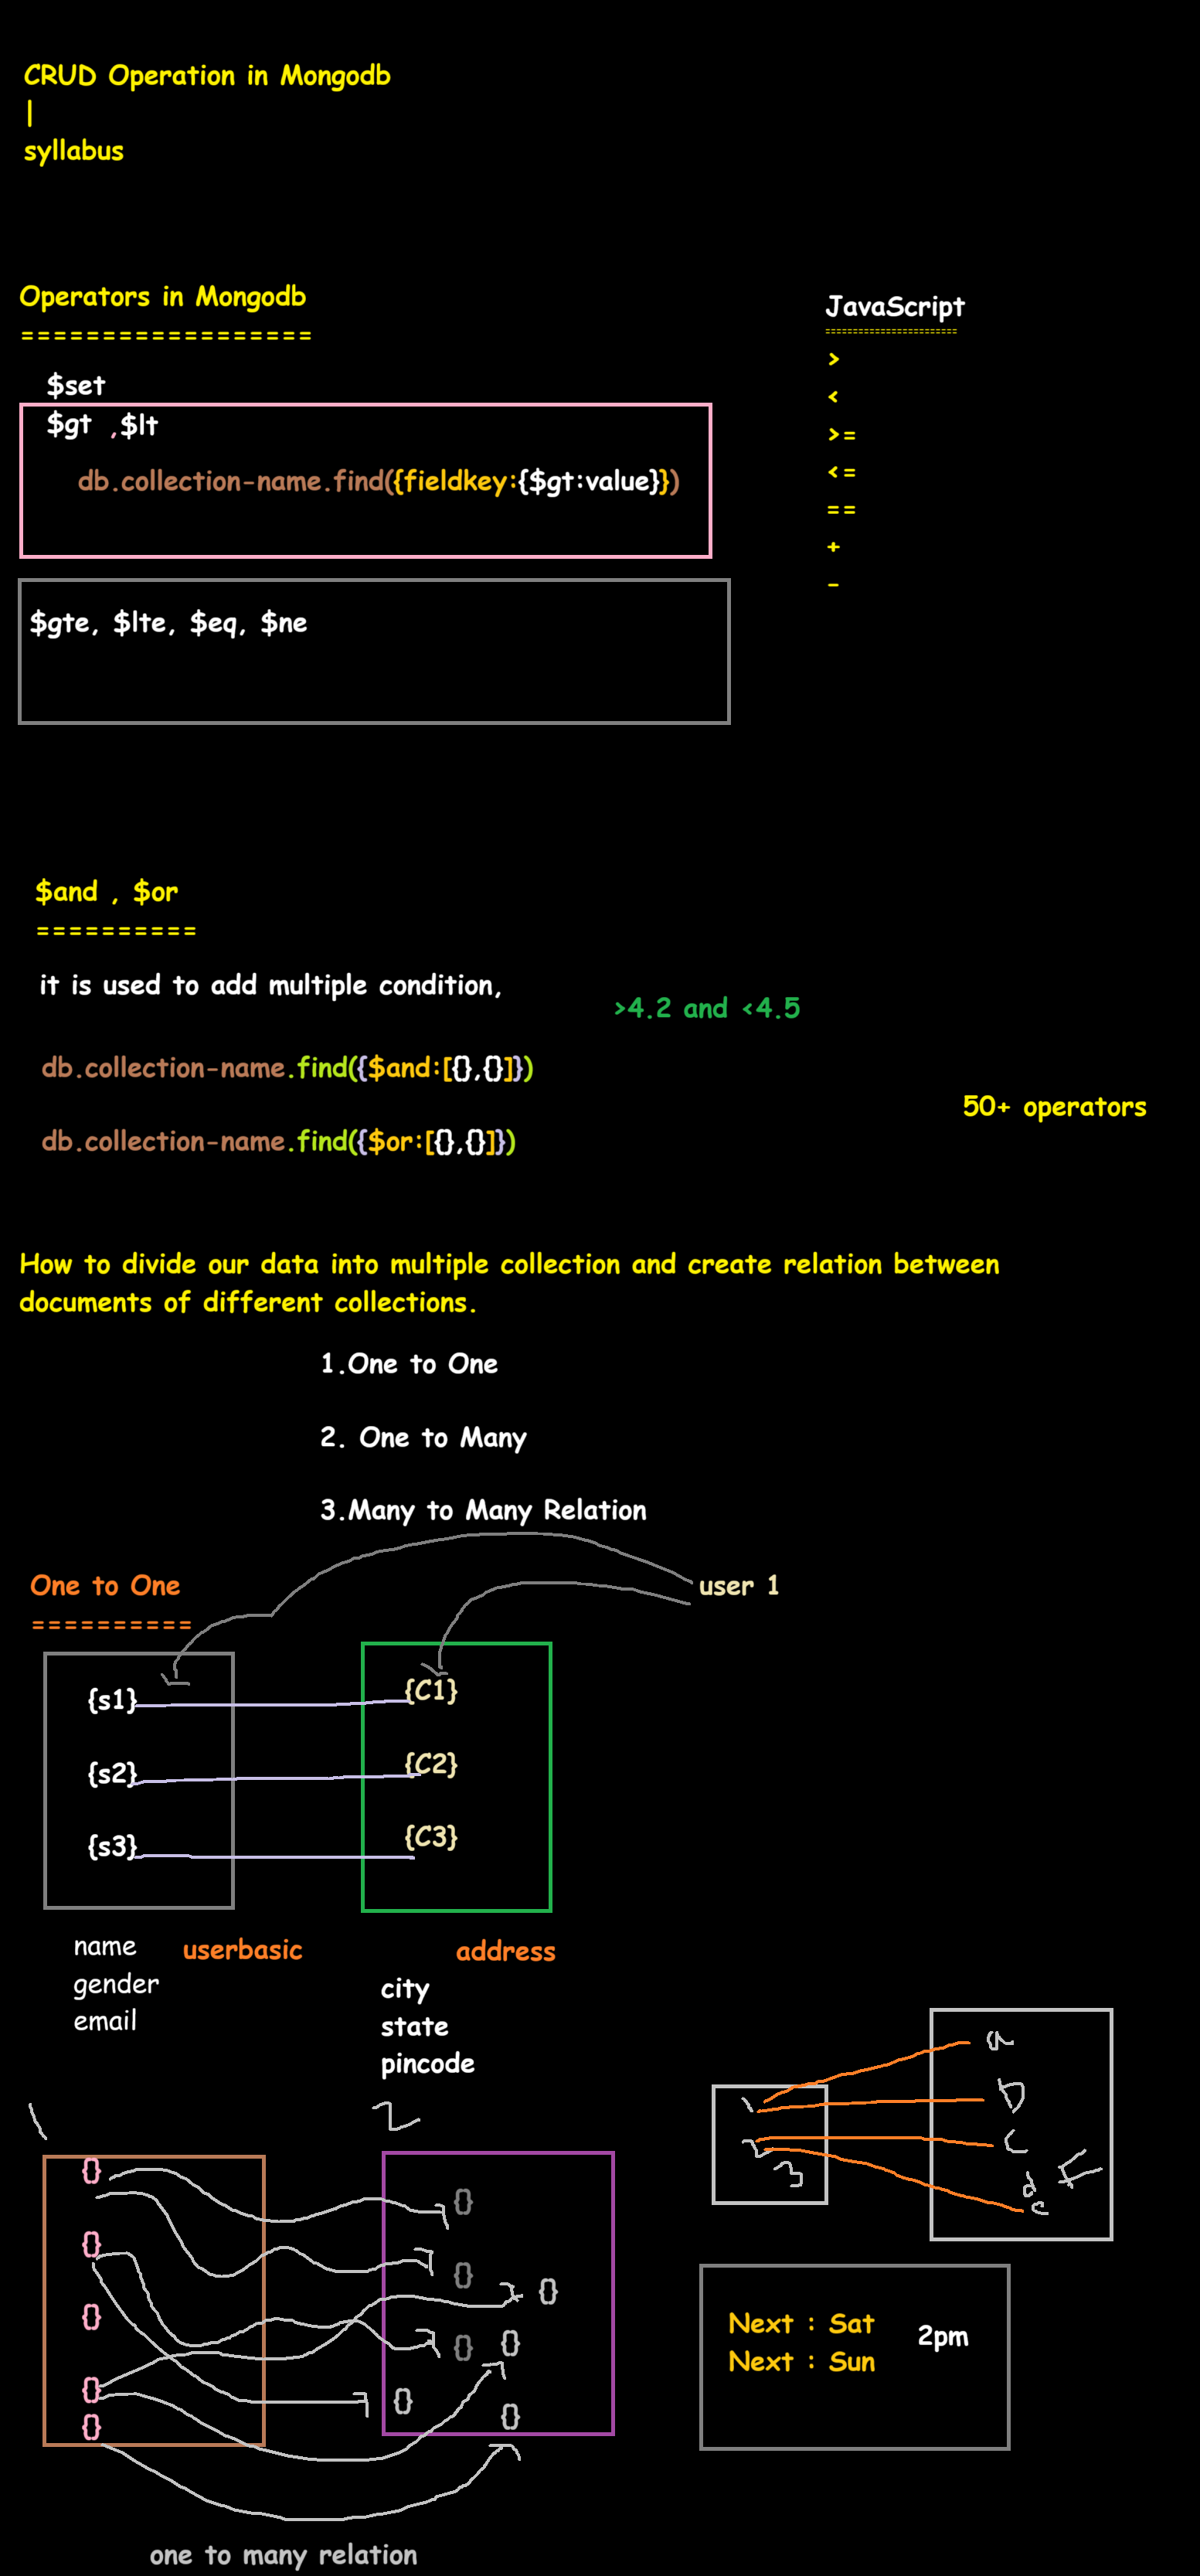 CRUD Operation in Mongodb
|
syllabus
Operators in Mongodb
==================
$set
$gt ,$lt
db.collection-name.find({fieldkey:{$gt:value}})
$gte, $lte, $eq, $ne
JavaScript
========================
>
<
>=
<=
==
+
-
$and , $or
==========
it is used to add multiple condition,
>4.2 and <4.5
db.collection-name.find({$and:[{},{}]})
50+ operators
db.collection-name.find({$or:[{},{}]})
How to divide our data into multiple collection and create relation between
documents of different collections.
1.One to One
2. One to Many
3.Many to Many Relation
One to One
==========
user 1
{s1}
{C1}
{s2}
{C2}
{s3}
{C3}
name
gender
email
userbasic
address
city
state
pincode
1
2
{}
{}
{}
{}
{}
{}
{}
{}
{}
{}
{}
{}
1
2
3
a
D
C
d
e
F
Next : Sat
Next : Sun
2pm
one to many relation